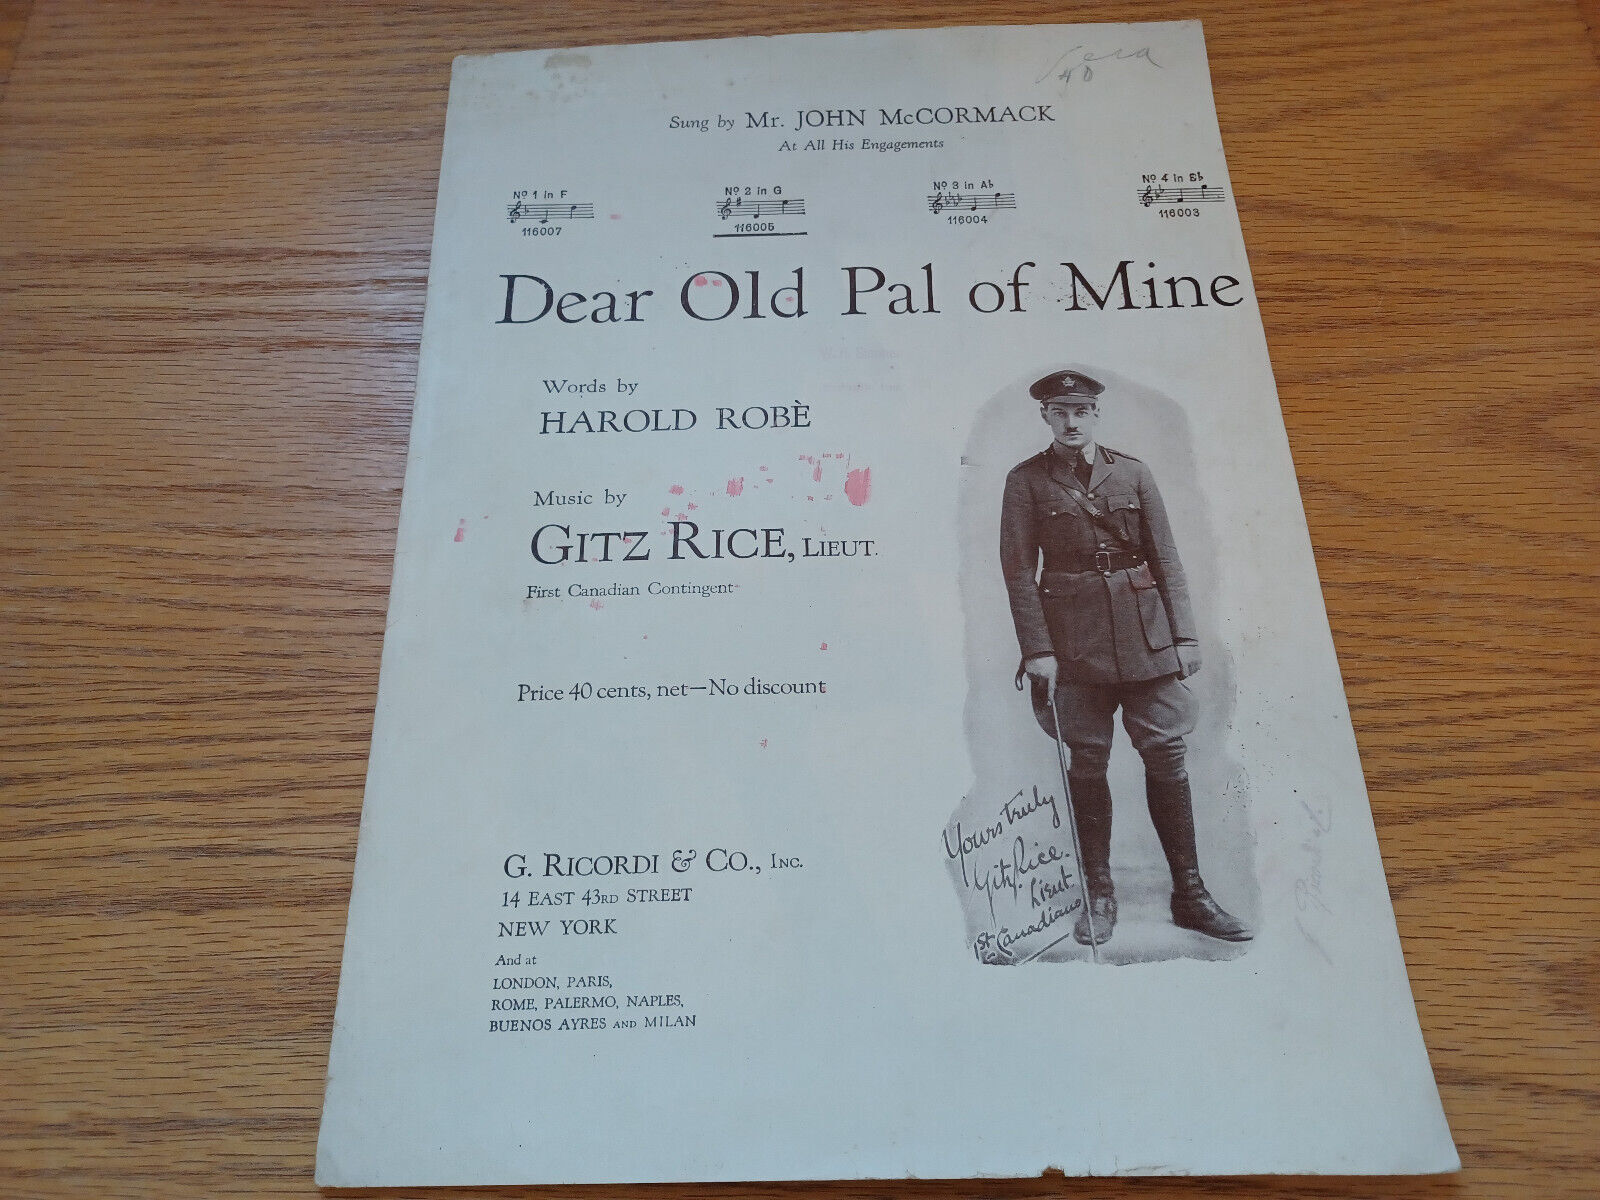 Vera
40
Sung by Mr. JOHN McCORMACK
At All His Engagements
No 1 in F
116007
No 2 in G
116005
No 3 in A♭
116004
No 4 in B♭
116003
Dear Old Pal of Mine
Words by
HAROLD ROBÈ
Music by
GITZ RICE, LIEUT.
First Canadian Contingent
Price 40 cents, net—No discount
Yours truly
Gitz Rice.
Lieut.
1st Canadians
G. RICORDI & CO., INC.
14 EAST 43RD STREET
NEW YORK
And at
LONDON, PARIS,
ROME, PALERMO, NAPLES,
BUENOS AYRES AND MILAN